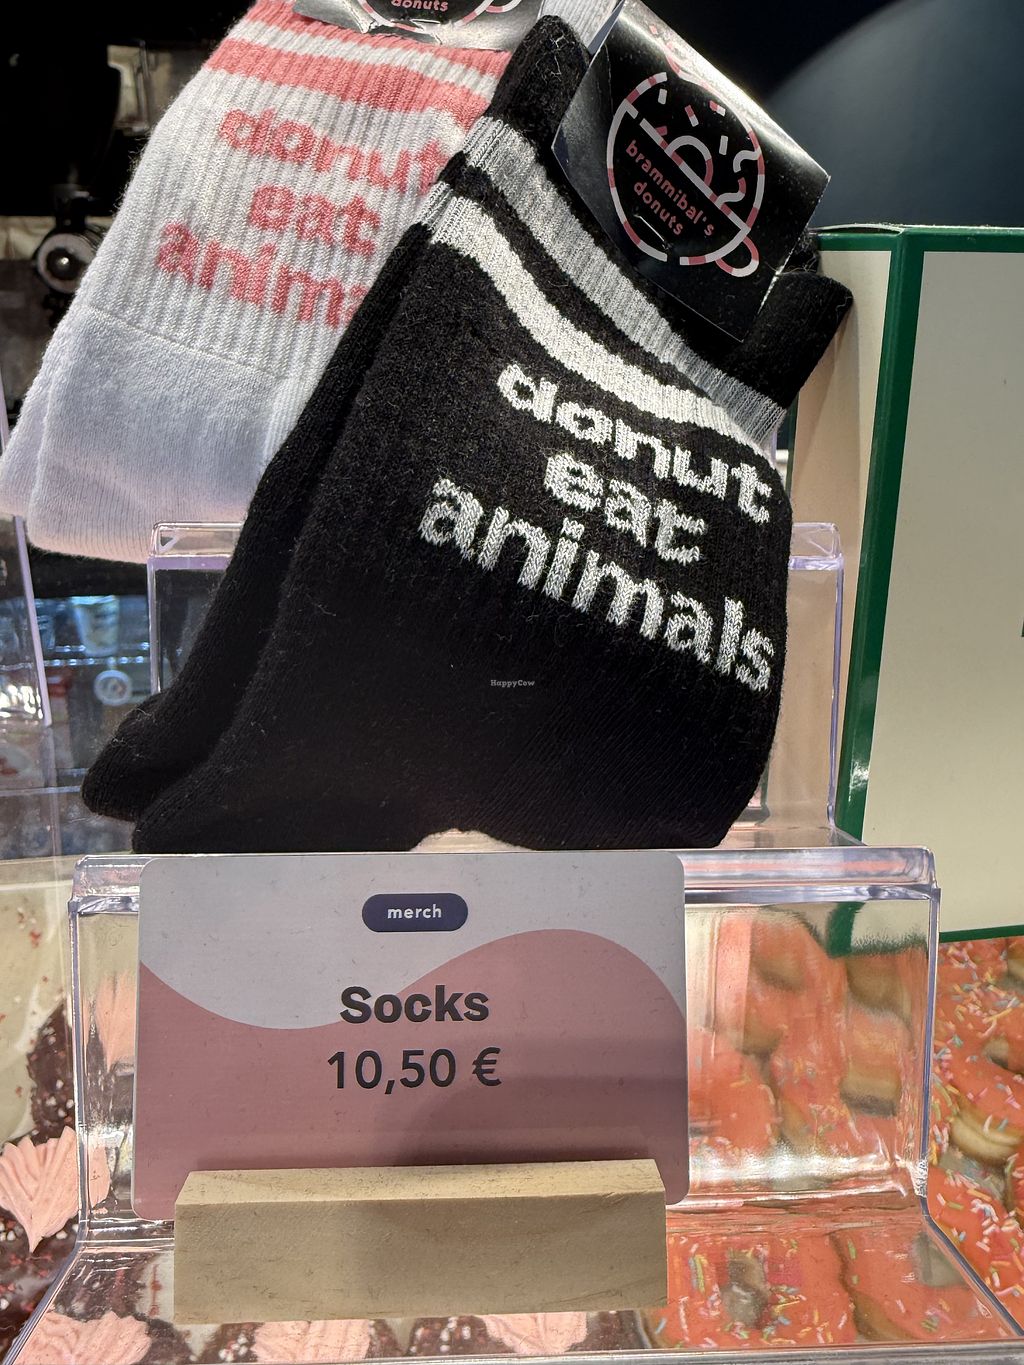 donuts
donut
eat
anima
brammibal's
donuts
donut
eat
animals
HappyCow
merch
Socks
10,50 €